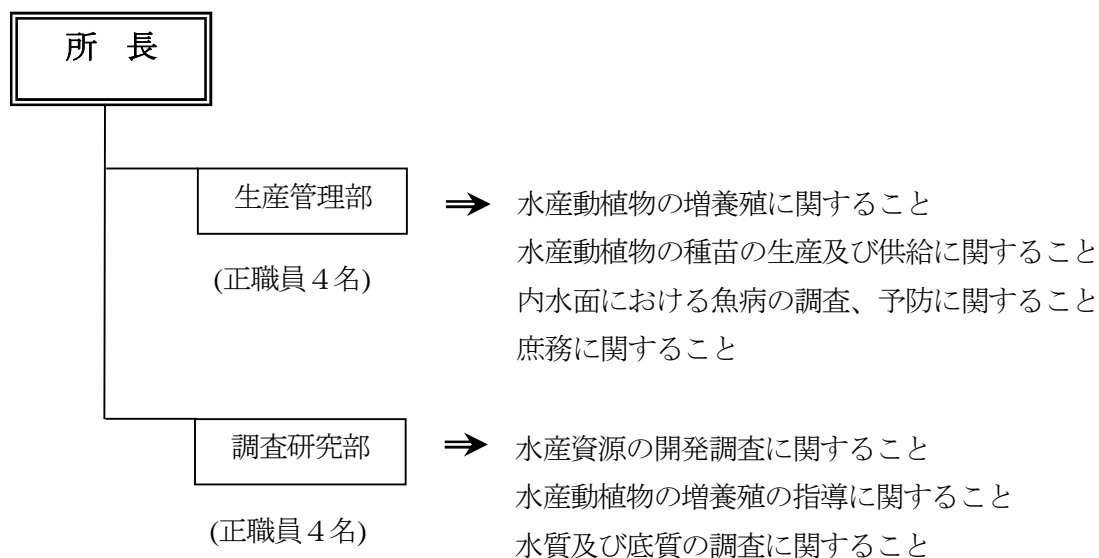 所　長
生産管理部
⇒ 水産動植物の増養殖に関すること
水産動植物の種苗の生産及び供給に関すること
(正職員４名)
内水面における魚病の調査、予防に関すること
庶務に関すること
調査研究部
⇒ 水産資源の開発調査に関すること
水産動植物の増養殖の指導に関すること
(正職員４名)
水質及び底質の調査に関すること